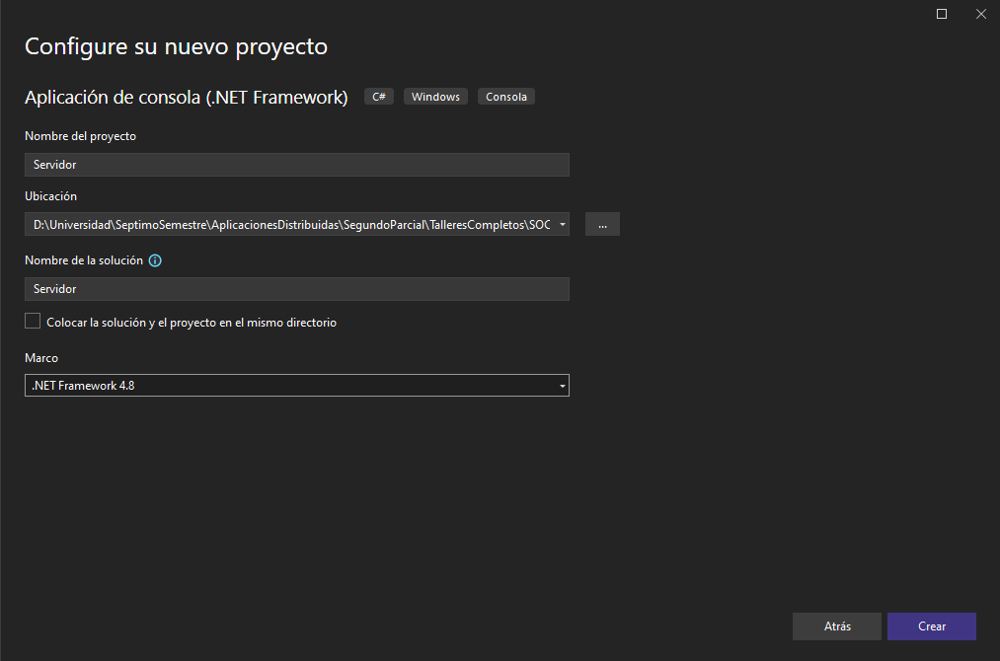 Configure su nuevo proyecto
Aplicación de consola (.NET Framework) C# Windows Consola
Nombre del proyecto
Servidor
Ubicación
D:\Universidad\SeptimoSemestre\AplicacionesDistribuidas\SegundoParcial\TalleresCompletos\SOC ...
Nombre de la solución
Servidor
Colocar la solución y el proyecto en el mismo directorio
Marco
.NET Framework 4.8
Atrás Crear